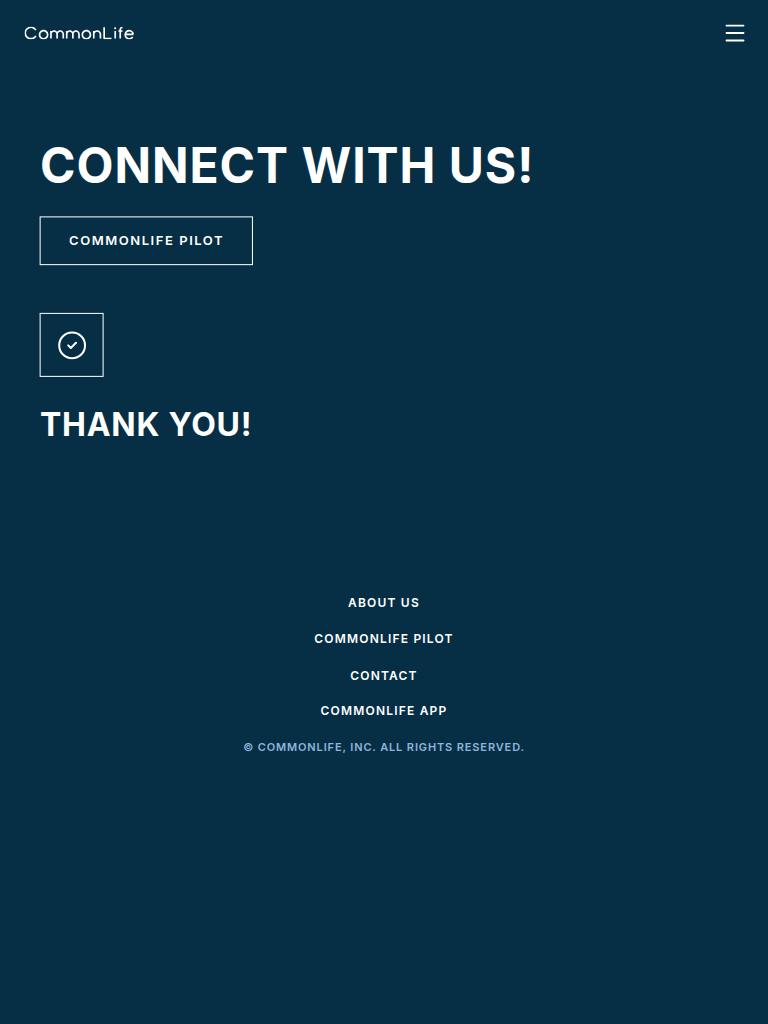 CommonLife
CONNECT WITH US!
COMMONLIFE PILOT
THANK YOU!
ABOUT US
COMMONLIFE PILOT
CONTACT
COMMONLIFE APP
© COMMONLIFE, INC. ALL RIGHTS RESERVED.